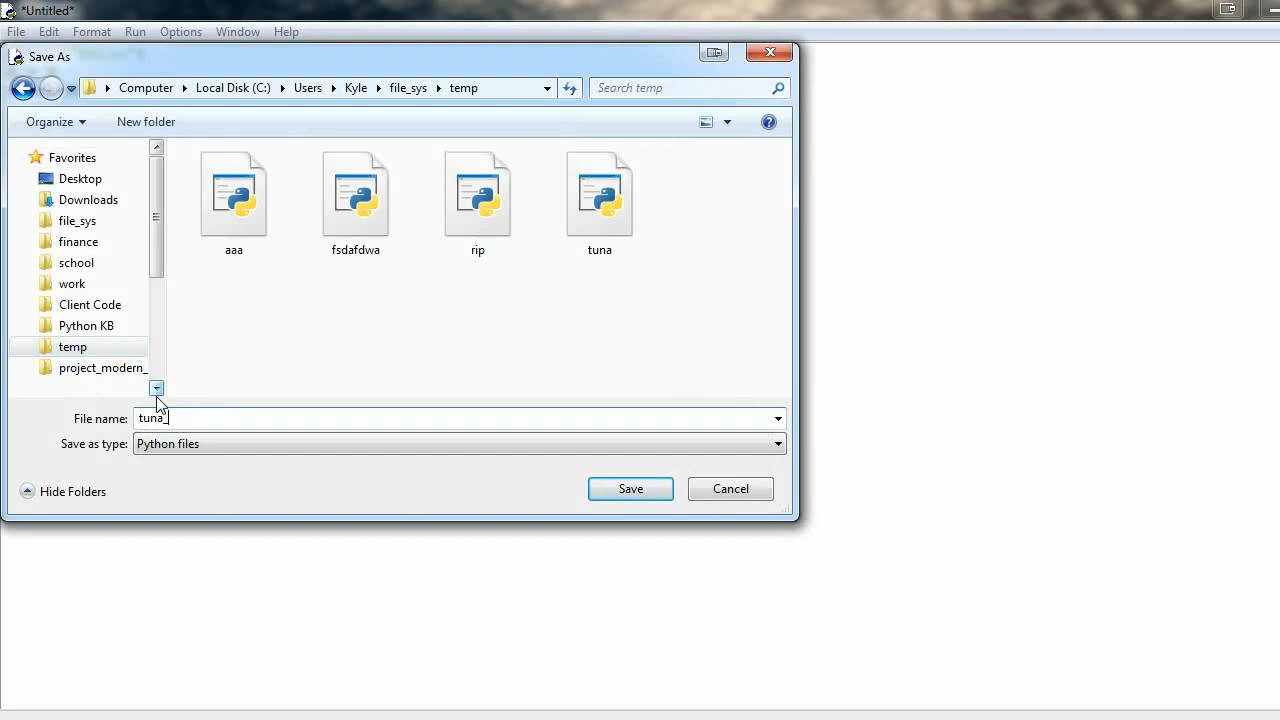 *Untitled*
File Edit Format Run Options Window Help
Save As
Computer Local Disk (C:) Users Kyle file_sys temp
Search temp
Organize New folder
Favorites
Desktop
Downloads
file_sys
finance
school
work
Client Code
Python KB
temp
project_modern_
aaa fsdafdwa rip tuna
File name: tuna_
Save as type: Python files
Hide Folders
Save Cancel